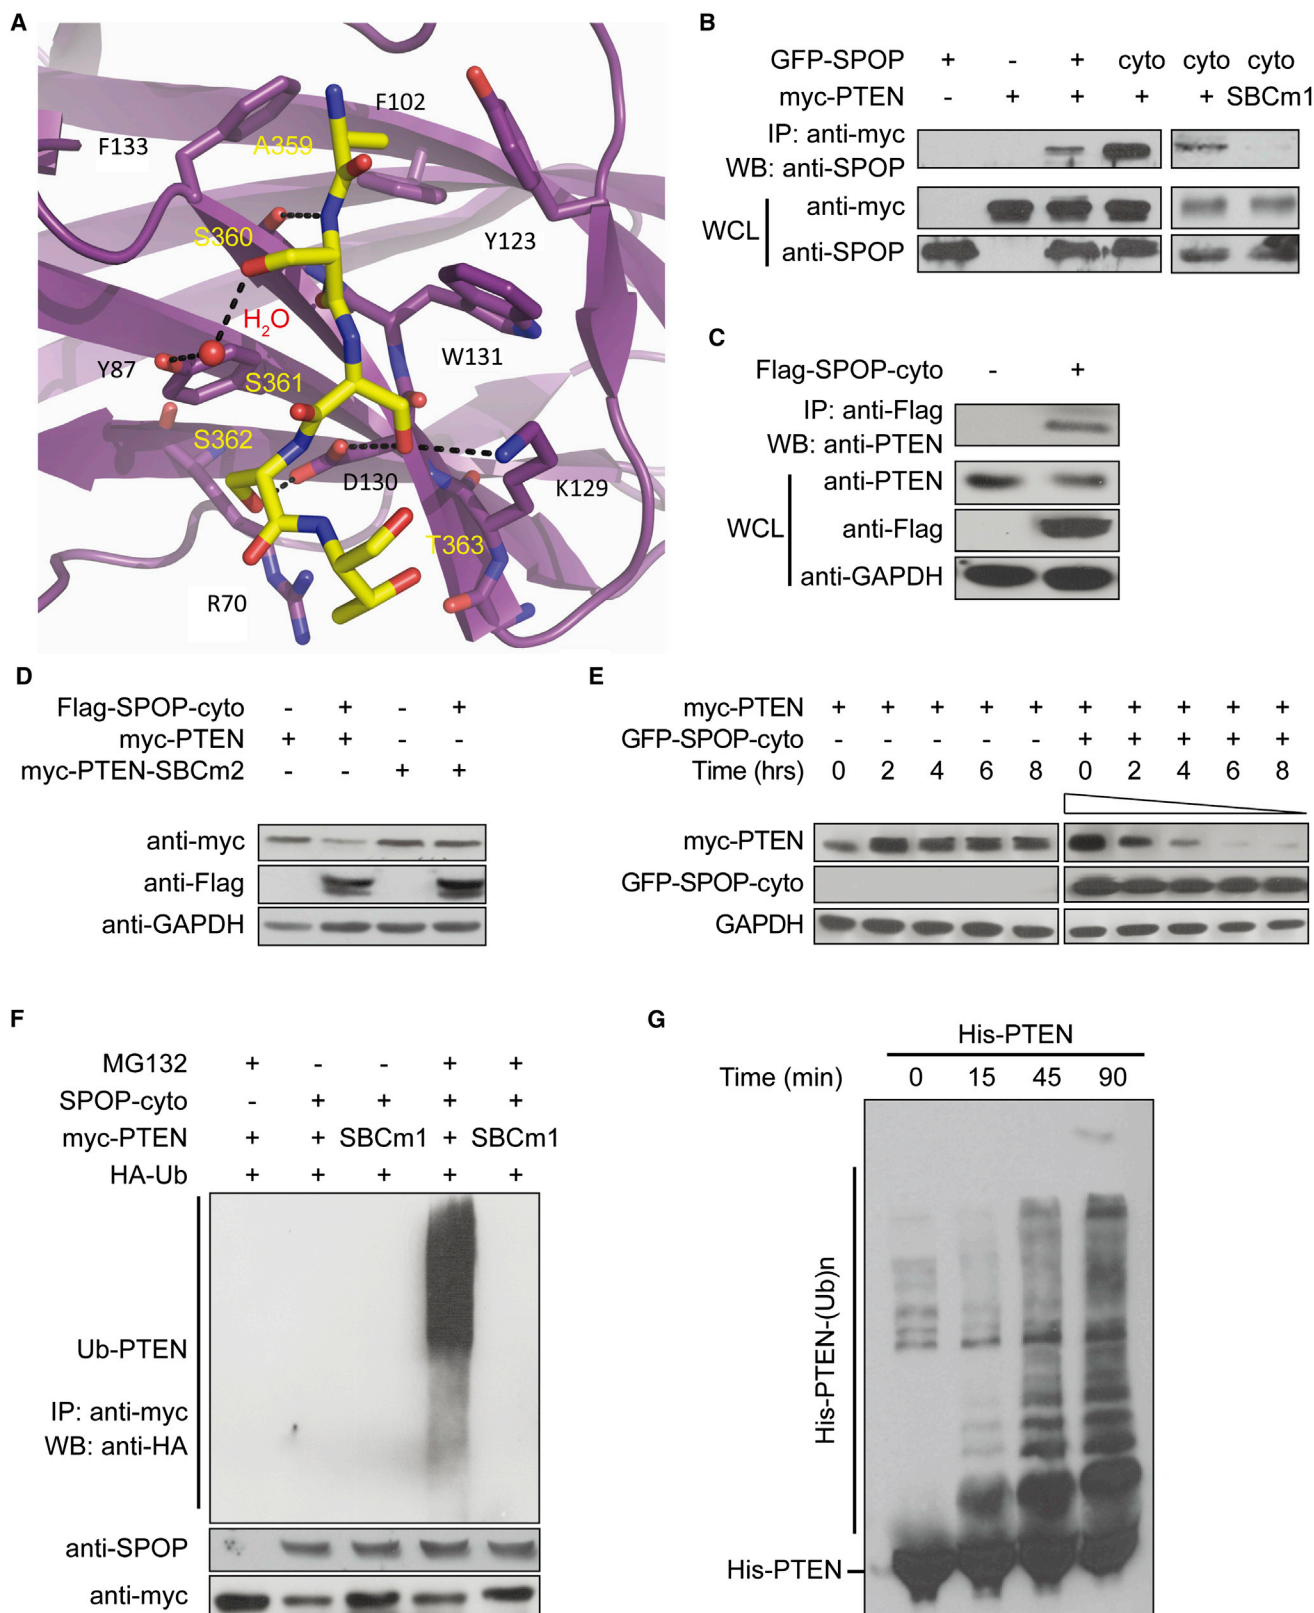 A
F133
F102
A359
S360
Y123
H2O
Y87
W131
S361
S362
D130
K129
T363
R70
B
GFP-SPOP + - + cyto cyto cyto
myc-PTEN - + + + + SBCm1
IP: anti-myc
WB: anti-SPOP
WCL
anti-myc
anti-SPOP
C
Flag-SPOP-cyto - +
IP: anti-Flag
WB: anti-PTEN
WCL
anti-PTEN
anti-Flag
anti-GAPDH
D
Flag-SPOP-cyto - + - +
myc-PTEN + + - -
myc-PTEN-SBCm2 - - + +
anti-myc
anti-Flag
anti-GAPDH
E
myc-PTEN + + + + + + + + + +
GFP-SPOP-cyto - - - - - + + + + +
Time (hrs) 0 2 4 6 8 0 2 4 6 8
myc-PTEN
GFP-SPOP-cyto
GAPDH
F
MG132 + - - + +
SPOP-cyto - + + + +
myc-PTEN + + SBCm1 + SBCm1
HA-Ub + + + + +
Ub-PTEN
IP: anti-myc
WB: anti-HA
anti-SPOP
anti-myc
G
His-PTEN
Time (min) 0 15 45 90
His-PTEN-(Ub)n
His-PTEN